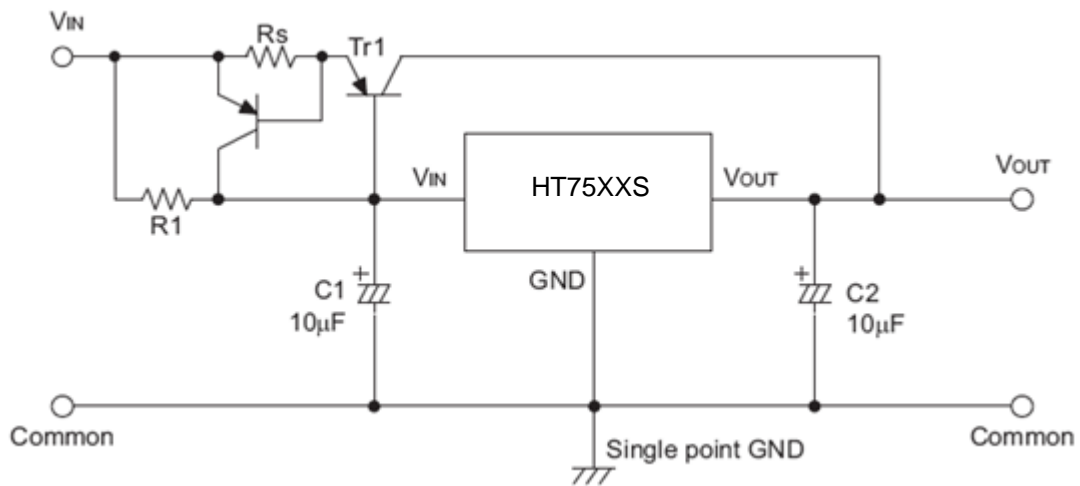 VIN
Rs
Tr1
VIN
HT75XXS
VOUT
VOUT
R1
GND
C1
10μF
C2
10μF
Common
Single point GND
Common